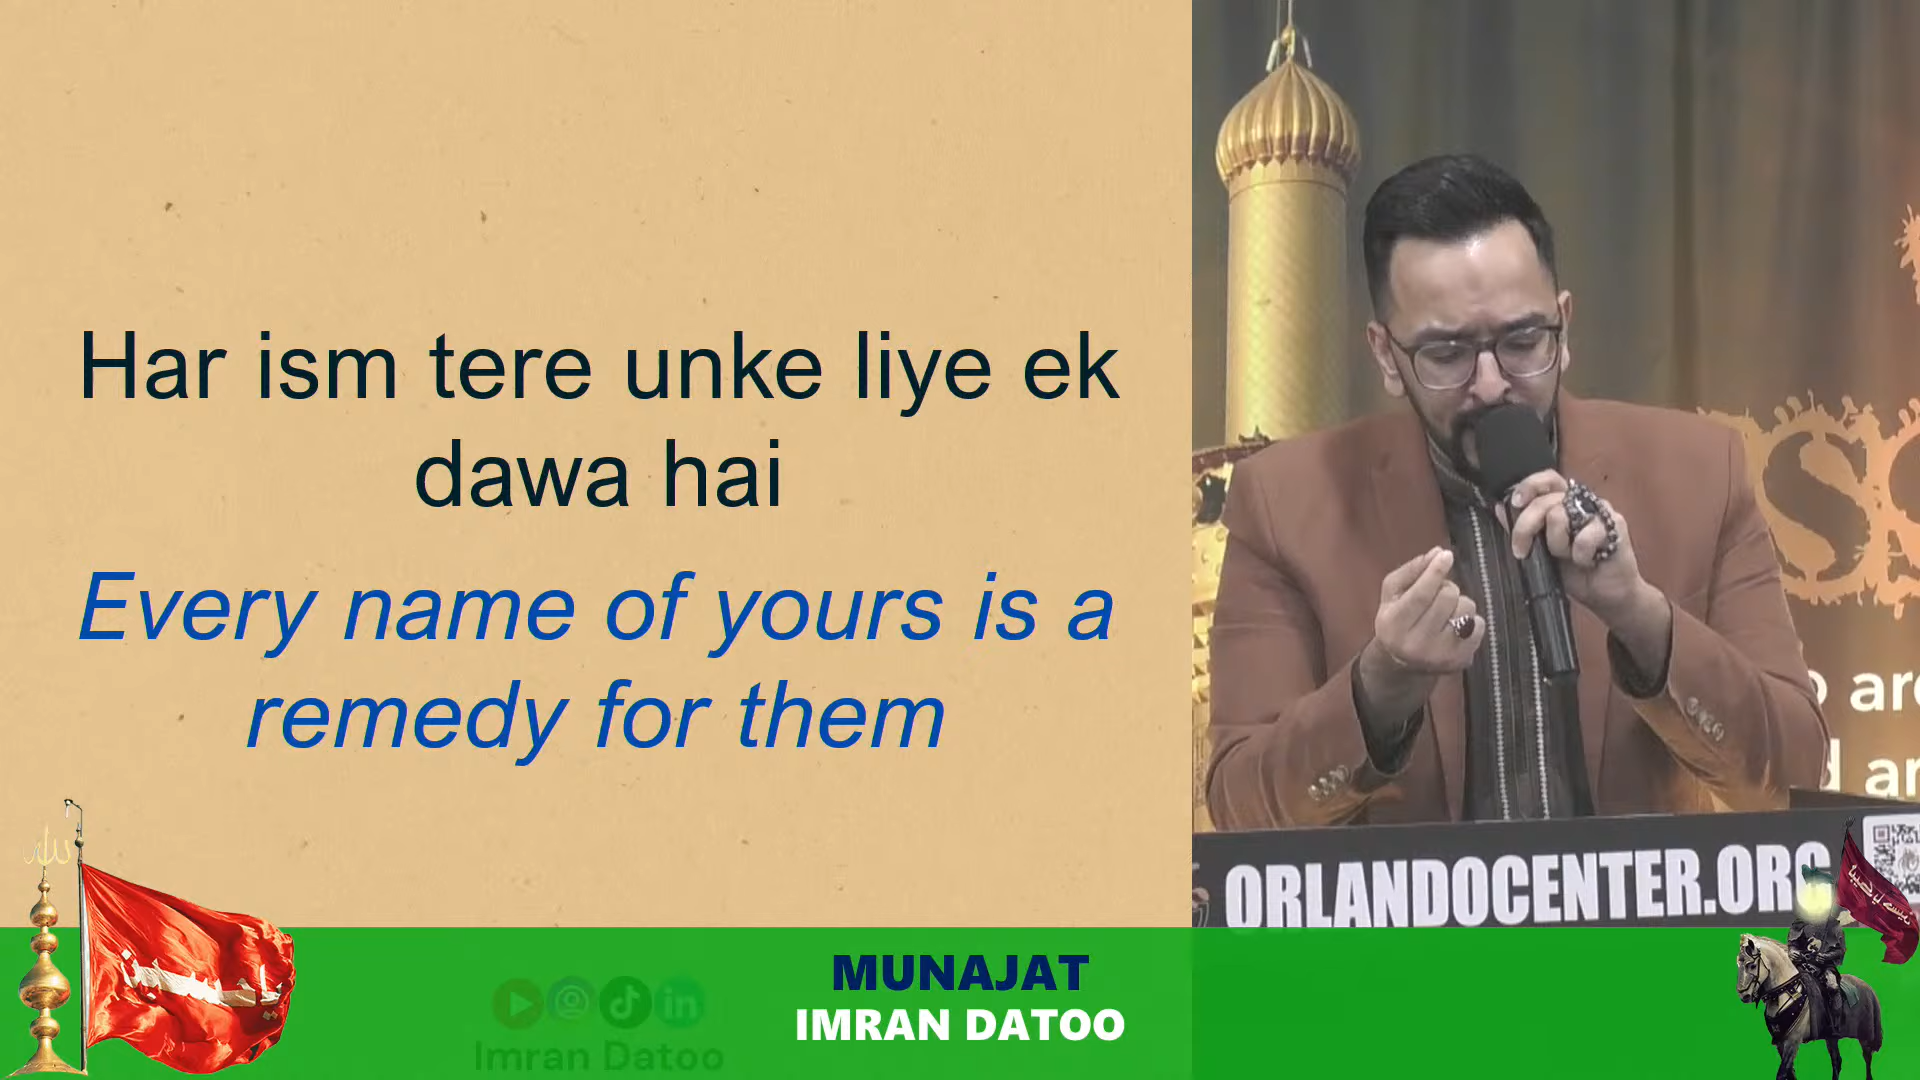 Har ism tere unke liye ek
dawa hai
Every name of yours is a
remedy for them
ORLANDOCENTER.ORG
MUNAJAT
IMRAN DATOO
Imran Datoo